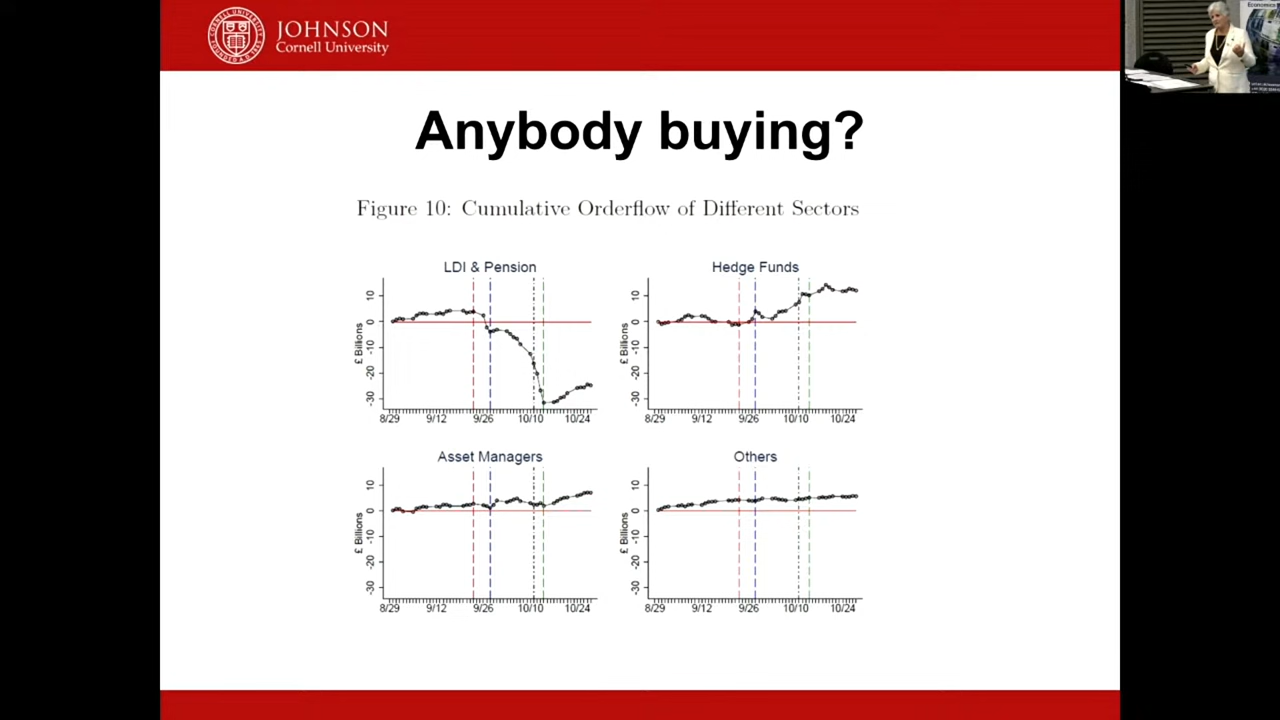 JOHNSON
Cornell University
Economics
Anybody buying?
Figure 10: Cumulative Orderflow of Different Sectors
LDI & Pension
£ Billions
10
0
-10
-20
-30
8/29 9/12 9/26 10/10 10/24
Hedge Funds
£ Billions
10
0
-10
-20
-30
8/29 9/12 9/26 10/10 10/24
Asset Managers
£ Billions
10
0
-10
-20
-30
8/29 9/12 9/26 10/10 10/24
Others
£ Billions
10
0
-10
-20
-30
8/29 9/12 9/26 10/10 10/24